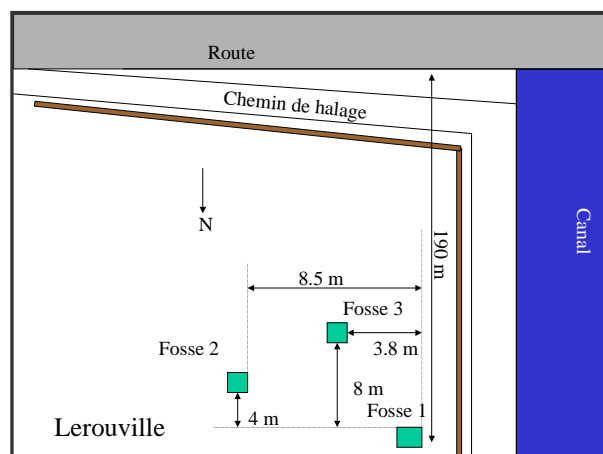 Route
Chemin de halage
N
190 m
Canal
8.5 m
Fosse 3
3.8 m
Fosse 2
8 m
4 m
Fosse 1
Lerouville